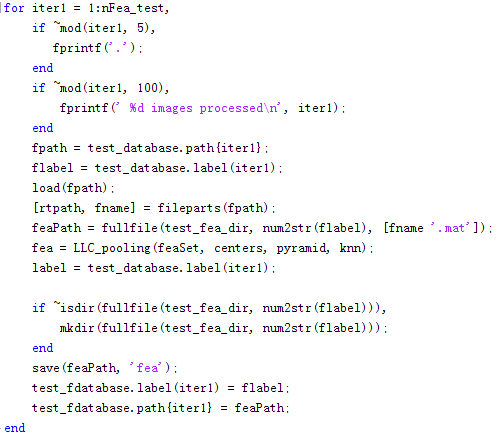 for iter1 = 1:nFea_test,
    if ~mod(iter1, 5),
       fprintf('.');
    end
    if ~mod(iter1, 100),
        fprintf(' %d images processed\n', iter1);
    end
    fpath = test_database.path{iter1};
    flabel = test_database.label(iter1);
    load(fpath);
    [rtpath, fname] = fileparts(fpath);
    feaPath = fullfile(test_fea_dir, num2str(flabel), [fname '.mat']);
    fea = LLC_pooling(feaSet, centers, pyramid, knn);
    label = test_database.label(iter1);

    if ~isdir(fullfile(test_fea_dir, num2str(flabel))),
        mkdir(fullfile(test_fea_dir, num2str(flabel)));
    end
    save(feaPath, 'fea');
    test_fdatabase.label(iter1) = flabel;
    test_fdatabase.path{iter1} = feaPath;
end